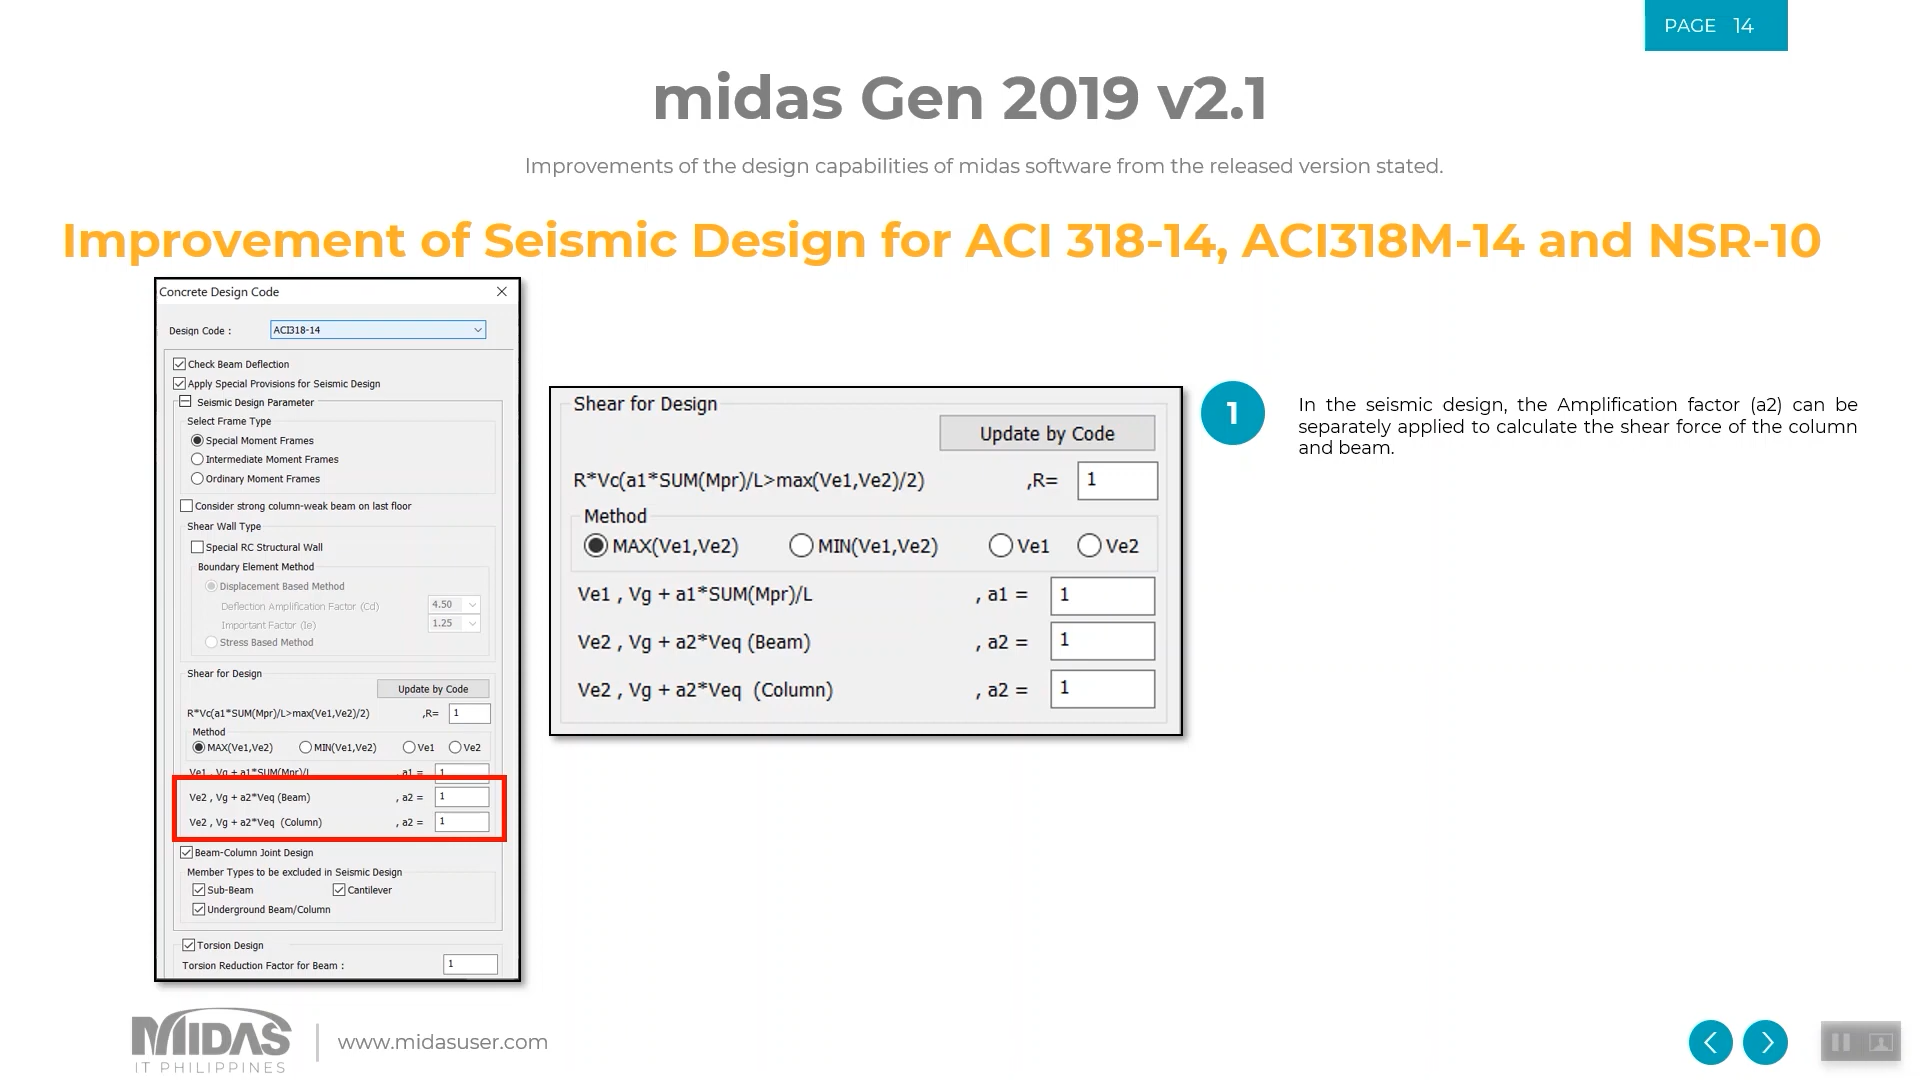 PAGE 14
midas Gen 2019 v2.1
Improvements of the design capabilities of midas software from the released version stated.
Improvement of Seismic Design for ACI 318-14, ACI318M-14 and NSR-10
Concrete Design Code
Design Code : ACI318-14
Check Beam Deflection
Apply Special Provisions for Seismic Design
Seismic Design Parameter
Select Frame Type
Special Moment Frames
Intermediate Moment Frames
Ordinary Moment Frames
Consider strong column-weak beam on last floor
Shear Wall Type
Special RC Structural Wall
Boundary Element Method
Displacement Based Method
Deflection Amplification Factor (Cd) 4.50
Important Factor (Ie) 1.25
Stress Based Method
Shear for Design
Update by Code
R*Vc(a1*SUM(Mpr)/L>max(Ve1,Ve2)/2) ,R= 1
Method
MAX(Ve1,Ve2) MIN(Ve1,Ve2) Ve1 Ve2
Ve1 , Vg + a1*SUM(Mpr)/L , a1 = 1
Ve2 , Vg + a2*Veq (Beam) , a2 = 1
Ve2 , Vg + a2*Veq (Column) , a2 = 1
Beam-Column Joint Design
Member Types to be excluded in Seismic Design
Sub-Beam Cantilever
Underground Beam/Column
Torsion Design
Torsion Reduction Factor for Beam : 1
Shear for Design
Update by Code
R*Vc(a1*SUM(Mpr)/L>max(Ve1,Ve2)/2) ,R= 1
Method
MAX(Ve1,Ve2) MIN(Ve1,Ve2) Ve1 Ve2
Ve1 , Vg + a1*SUM(Mpr)/L , a1 = 1
Ve2 , Vg + a2*Veq (Beam) , a2 = 1
Ve2 , Vg + a2*Veq (Column) , a2 = 1
1
In the seismic design, the Amplification factor (a2) can be
separately applied to calculate the shear force of the column
and beam.
MIDAS
IT PHILIPPINES
www.midasuser.com